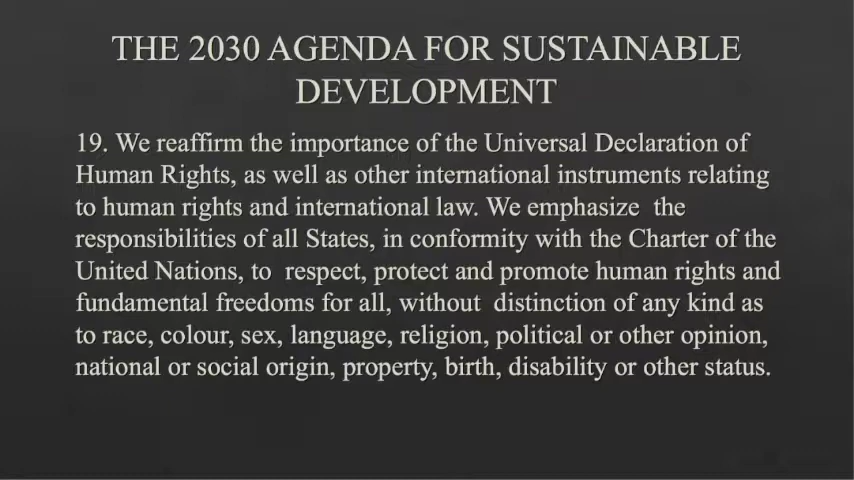 THE 2030 AGENDA FOR SUSTAINABLE
DEVELOPMENT
19. We reaffirm the importance of the Universal Declaration of
Human Rights, as well as other international instruments relating
to human rights and international law. We emphasize  the
responsibilities of all States, in conformity with the Charter of the
United Nations, to  respect, protect and promote human rights and
fundamental freedoms for all, without  distinction of any kind as
to race, colour, sex, language, religion, political or other opinion,
national or social origin, property, birth, disability or other status.